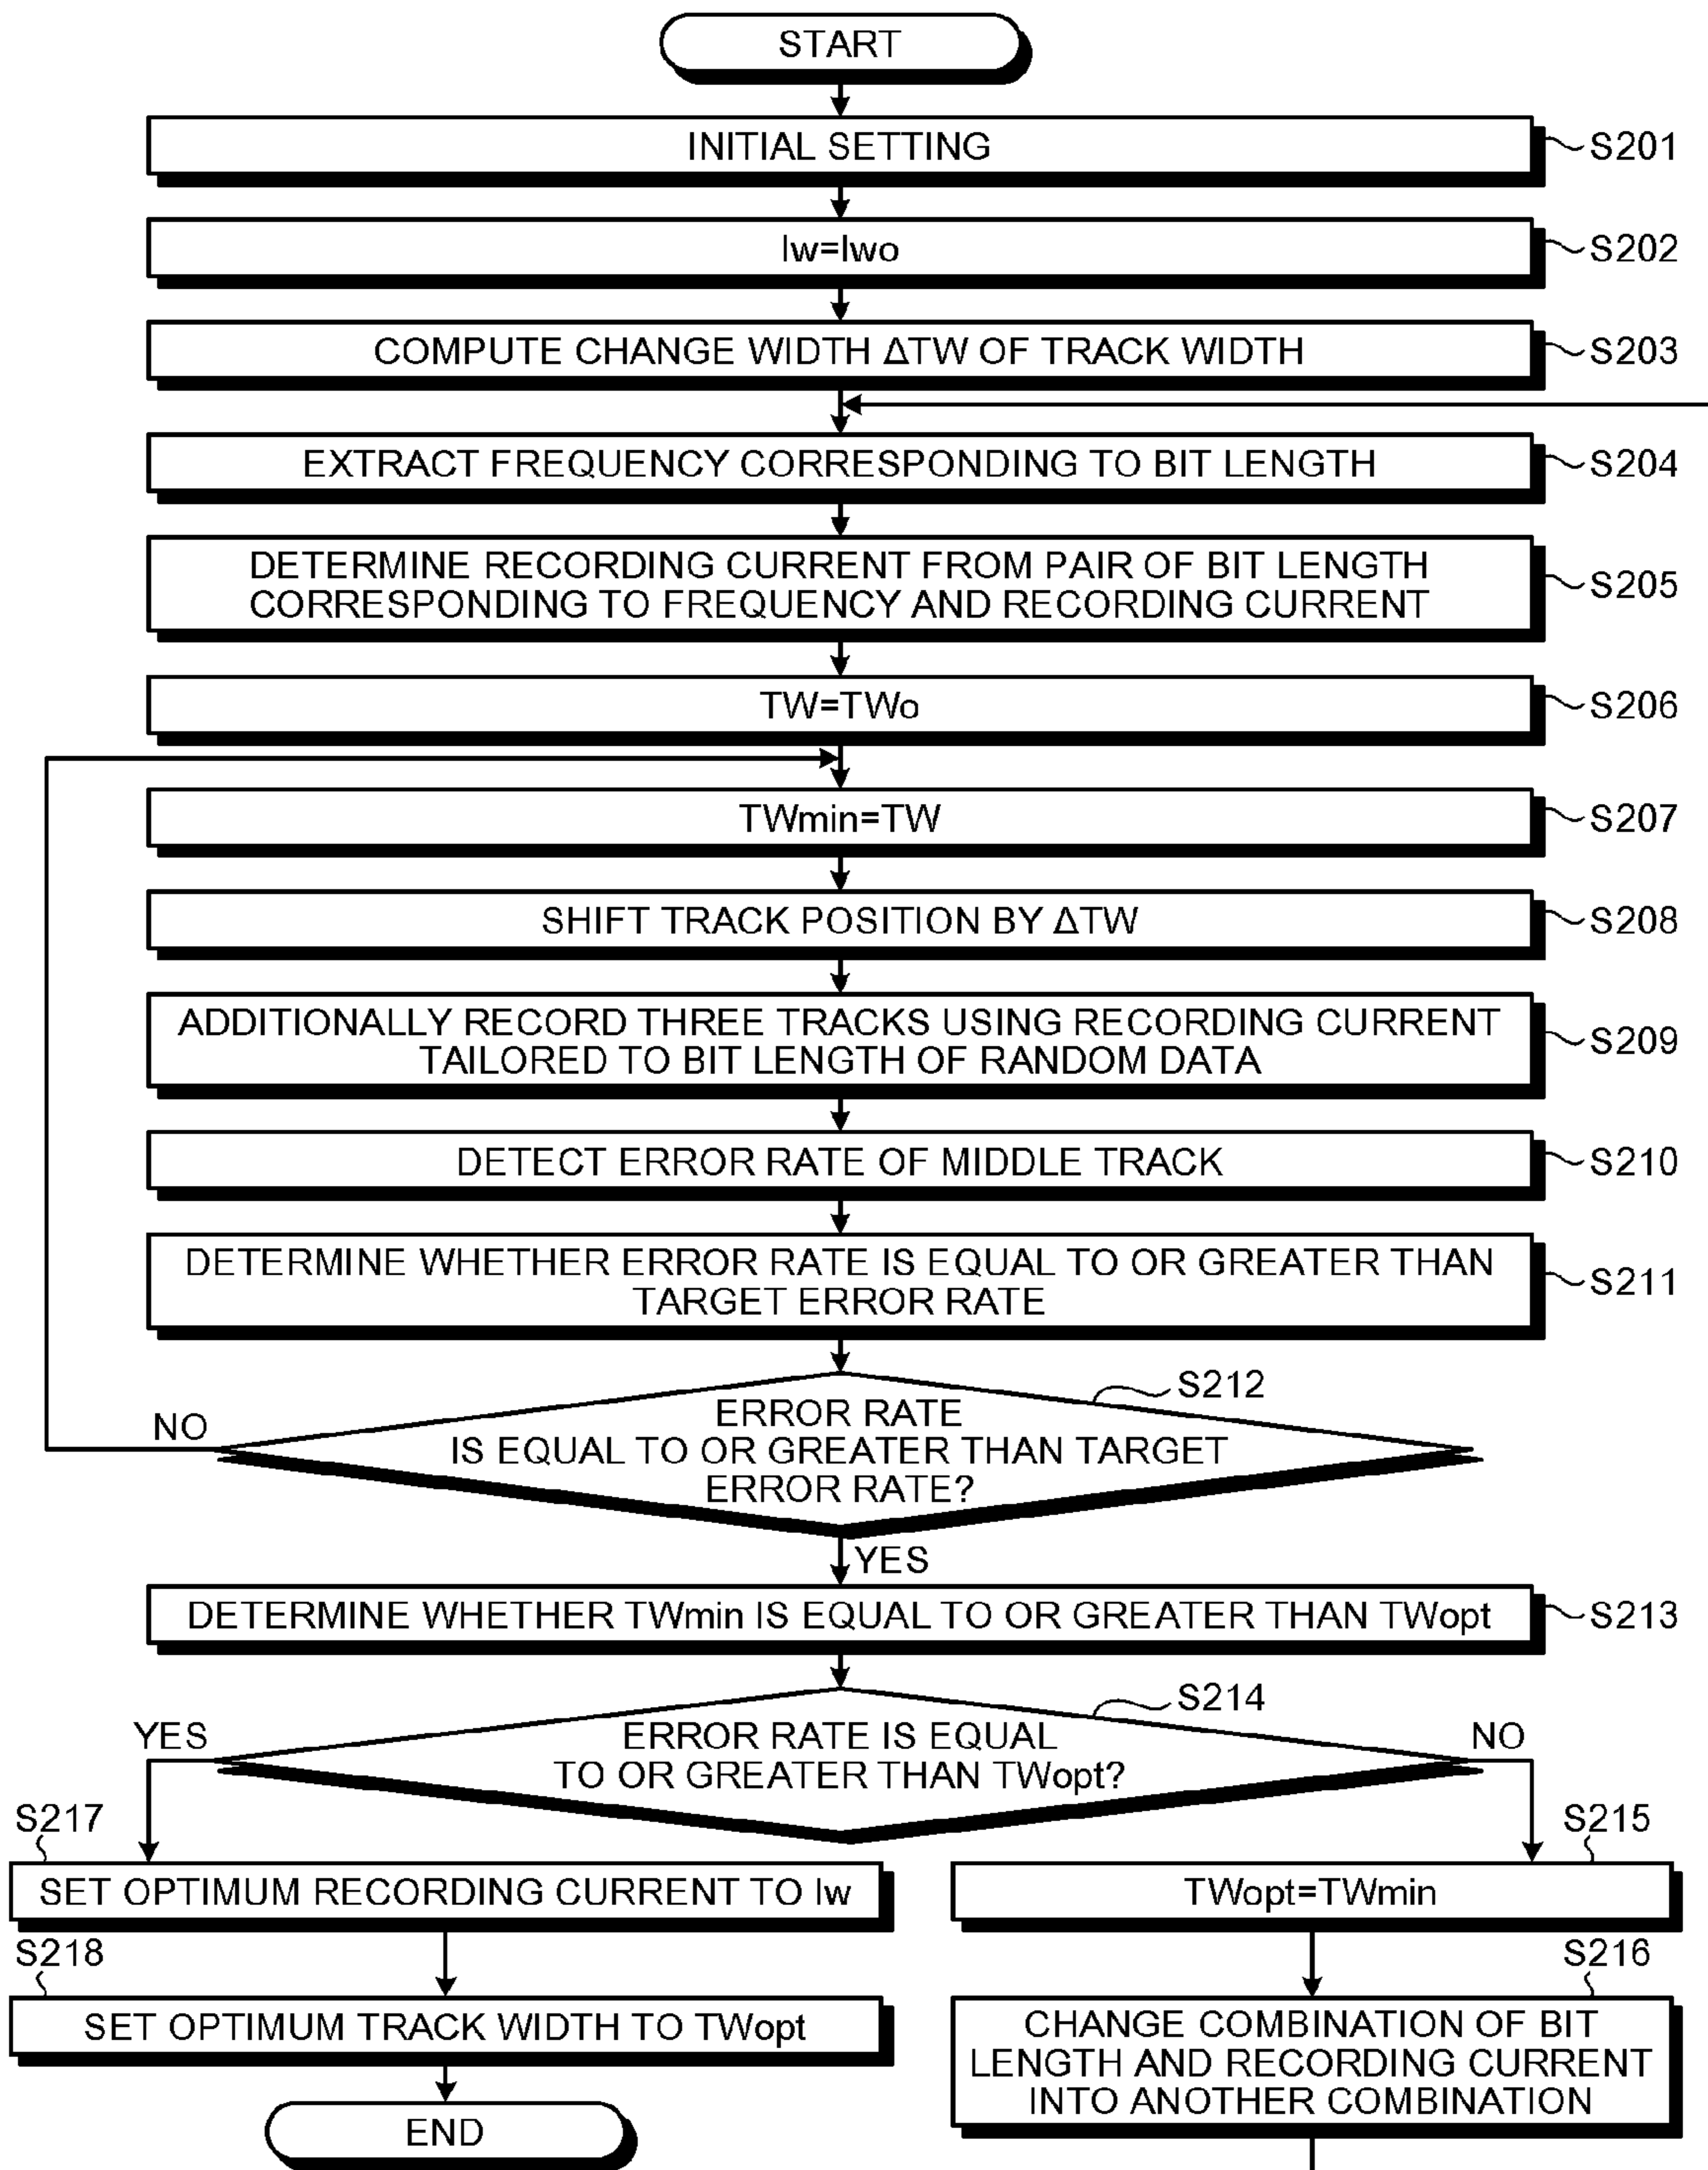 START
INITIAL SETTING
S201
Iw=Iwo
S202
COMPUTE CHANGE WIDTH ΔTW OF TRACK WIDTH
S203
EXTRACT FREQUENCY CORRESPONDING TO BIT LENGTH
S204
DETERMINE RECORDING CURRENT FROM PAIR OF BIT LENGTH
CORRESPONDING TO FREQUENCY AND RECORDING CURRENT
S205
TW=TWo
S206
TWmin=TW
S207
SHIFT TRACK POSITION BY ΔTW
S208
ADDITIONALLY RECORD THREE TRACKS USING RECORDING CURRENT
TAILORED TO BIT LENGTH OF RANDOM DATA
S209
DETECT ERROR RATE OF MIDDLE TRACK
S210
DETERMINE WHETHER ERROR RATE IS EQUAL TO OR GREATER THAN
TARGET ERROR RATE
S211
S212
NO
ERROR RATE
IS EQUAL TO OR GREATER THAN TARGET
ERROR RATE?
YES
DETERMINE WHETHER TWmin IS EQUAL TO OR GREATER THAN TWopt
S213
S214
YES
ERROR RATE IS EQUAL
TO OR GREATER THAN TWopt?
NO
S217
SET OPTIMUM RECORDING CURRENT TO Iw
S215
TWopt=TWmin
S218
SET OPTIMUM TRACK WIDTH TO TWopt
S216
CHANGE COMBINATION OF BIT
LENGTH AND RECORDING CURRENT
INTO ANOTHER COMBINATION
END